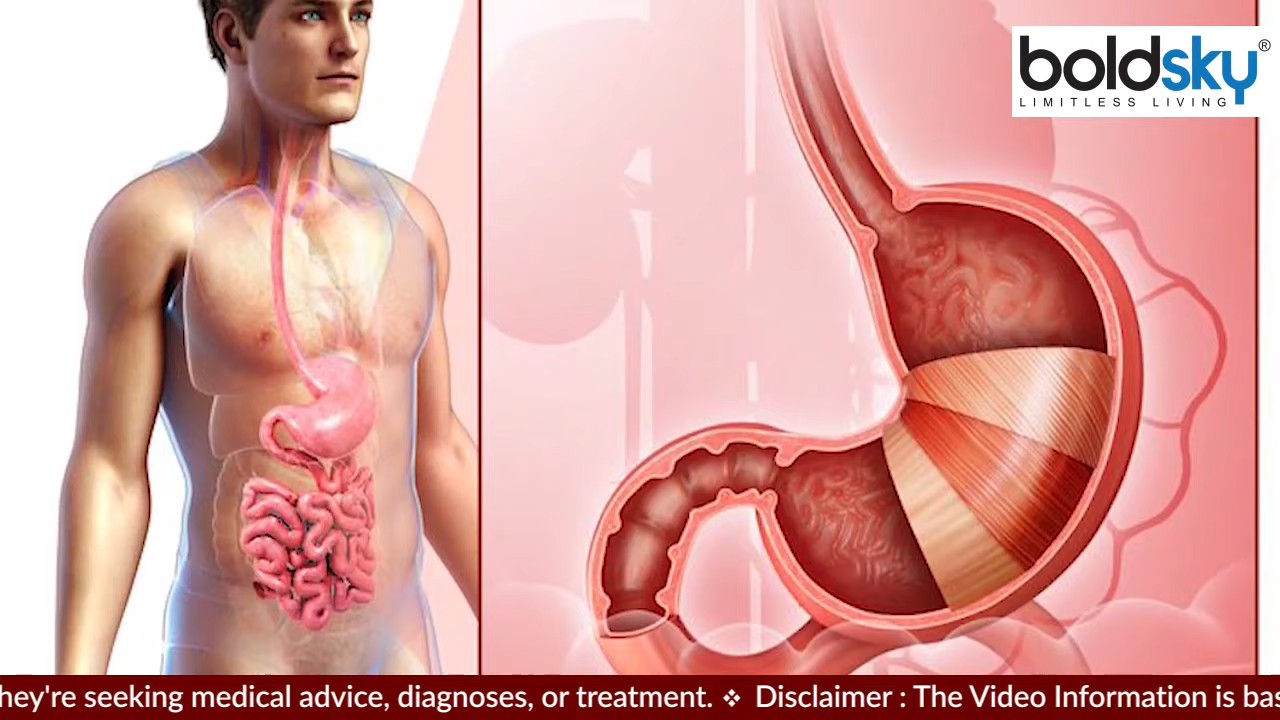 boldsky®
LIMITLESS LIVING
hey're seeking medical advice, diagnoses, or treatment. ❖ Disclaimer : The Video Information is bas